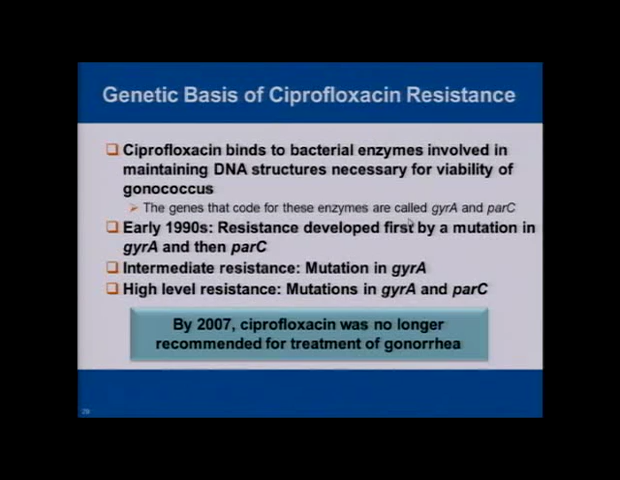 Genetic Basis of Ciprofloxacin Resistance
Ciprofloxacin binds to bacterial enzymes involved in
maintaining DNA structures necessary for viability of
gonococcus
The genes that code for these enzymes are called gyrA and parC
Early 1990s: Resistance developed first by a mutation in
gyrA and then parC
Intermediate resistance: Mutation in gyrA
High level resistance: Mutations in gyrA and parC
By 2007, ciprofloxacin was no longer
recommended for treatment of gonorrhea